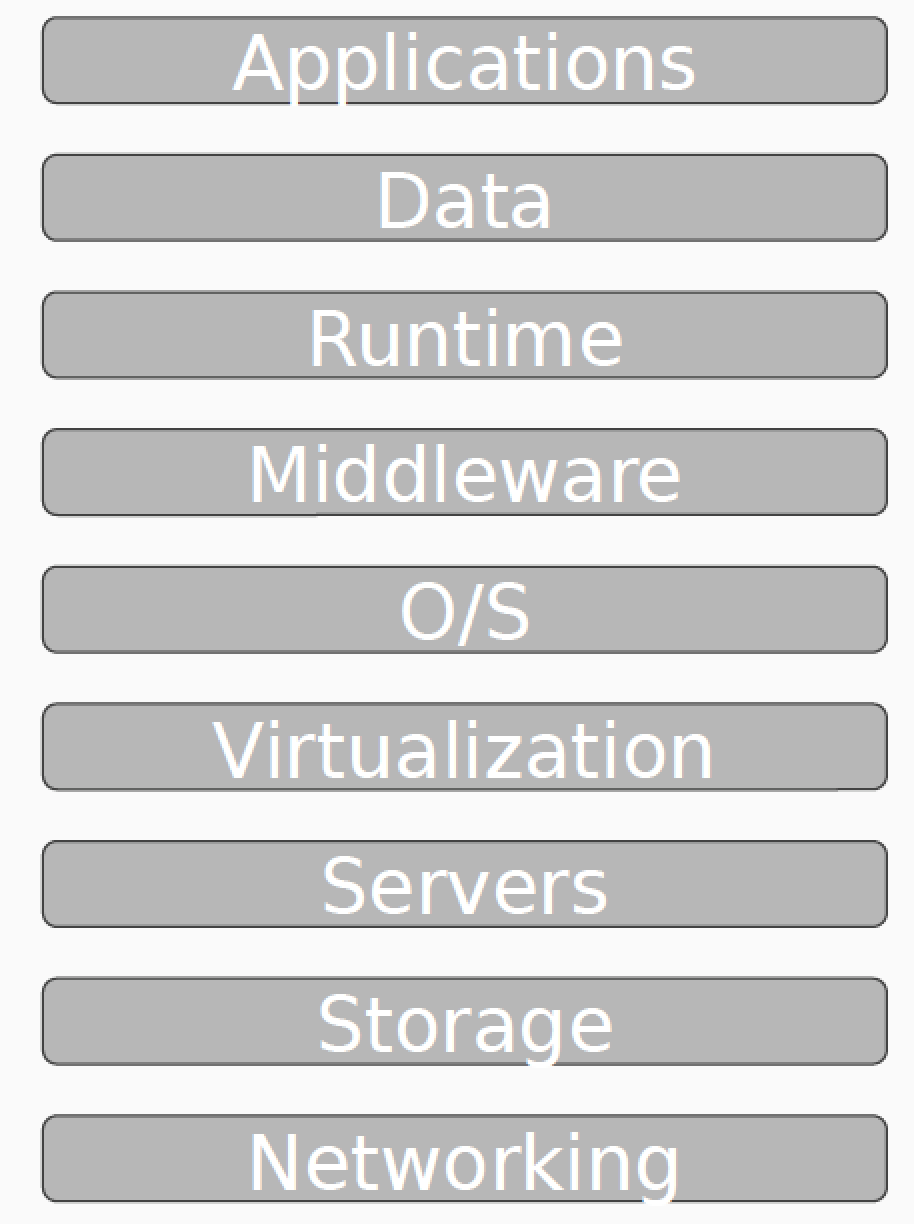 Applications
Data
Runtime
Middleware
O/S
Virtualization
Servers
Storage
Networking